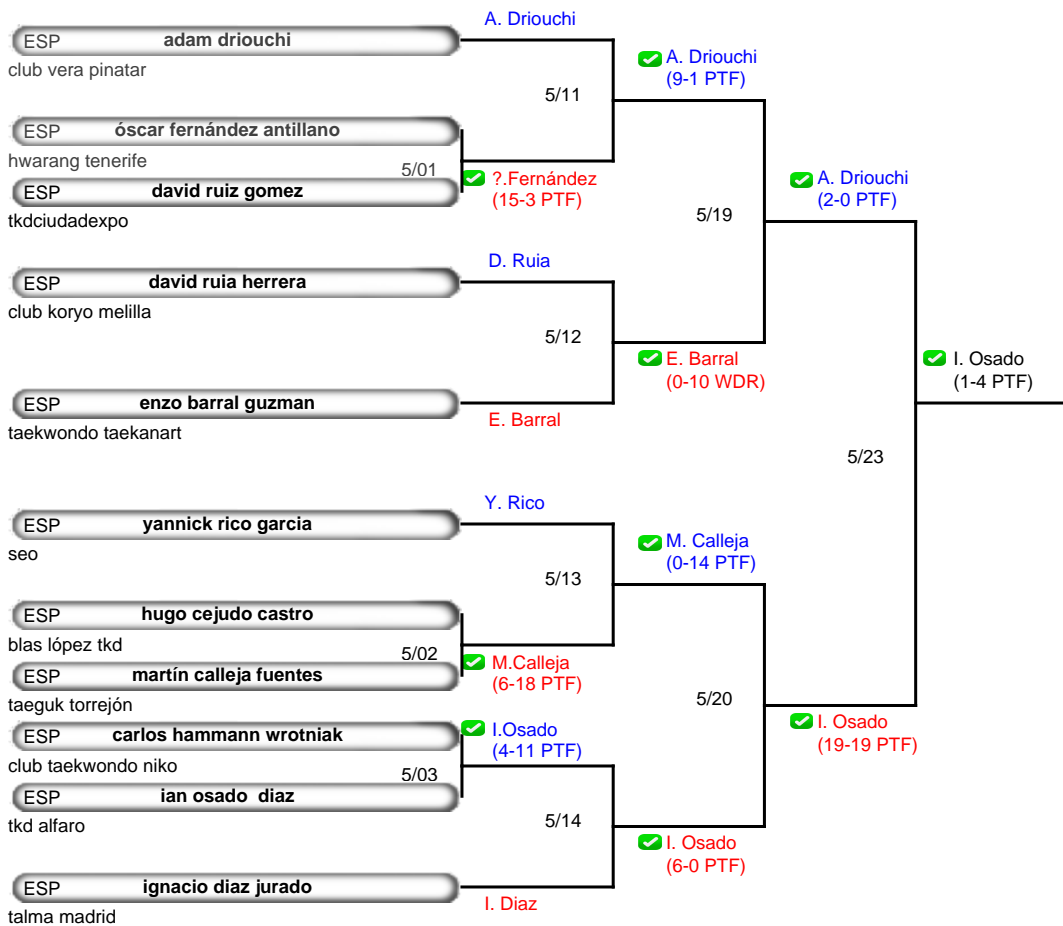 A. Driouchi
ESP adam driouchi
club vera pinatar
5/11
A. Driouchi
(9-1 PTF)
ESP óscar fernández antillano
hwarang tenerife
5/01
?.Fernández
(15-3 PTF)
ESP david ruiz gomez
tkdciudadexpo
5/19
A. Driouchi
(2-0 PTF)
D. Ruia
ESP david ruia herrera
club koryo melilla
5/12
E. Barral
(0-10 WDR)
ESP enzo barral guzman
taekwondo taekanart
E. Barral
5/23
I. Osado
(1-4 PTF)
Y. Rico
ESP yannick rico garcia
seo
5/13
M. Calleja
(0-14 PTF)
ESP hugo cejudo castro
blas lópez tkd
5/02
M.Calleja
(6-18 PTF)
ESP martín calleja fuentes
taeguk torrejón
5/20
I. Osado
(19-19 PTF)
ESP carlos hammann wrotniak
club taekwondo niko
5/03
I.Osado
(4-11 PTF)
ESP ian osado diaz
tkd alfaro
5/14
I. Osado
(6-0 PTF)
ESP ignacio diaz jurado
talma madrid
I. Diaz